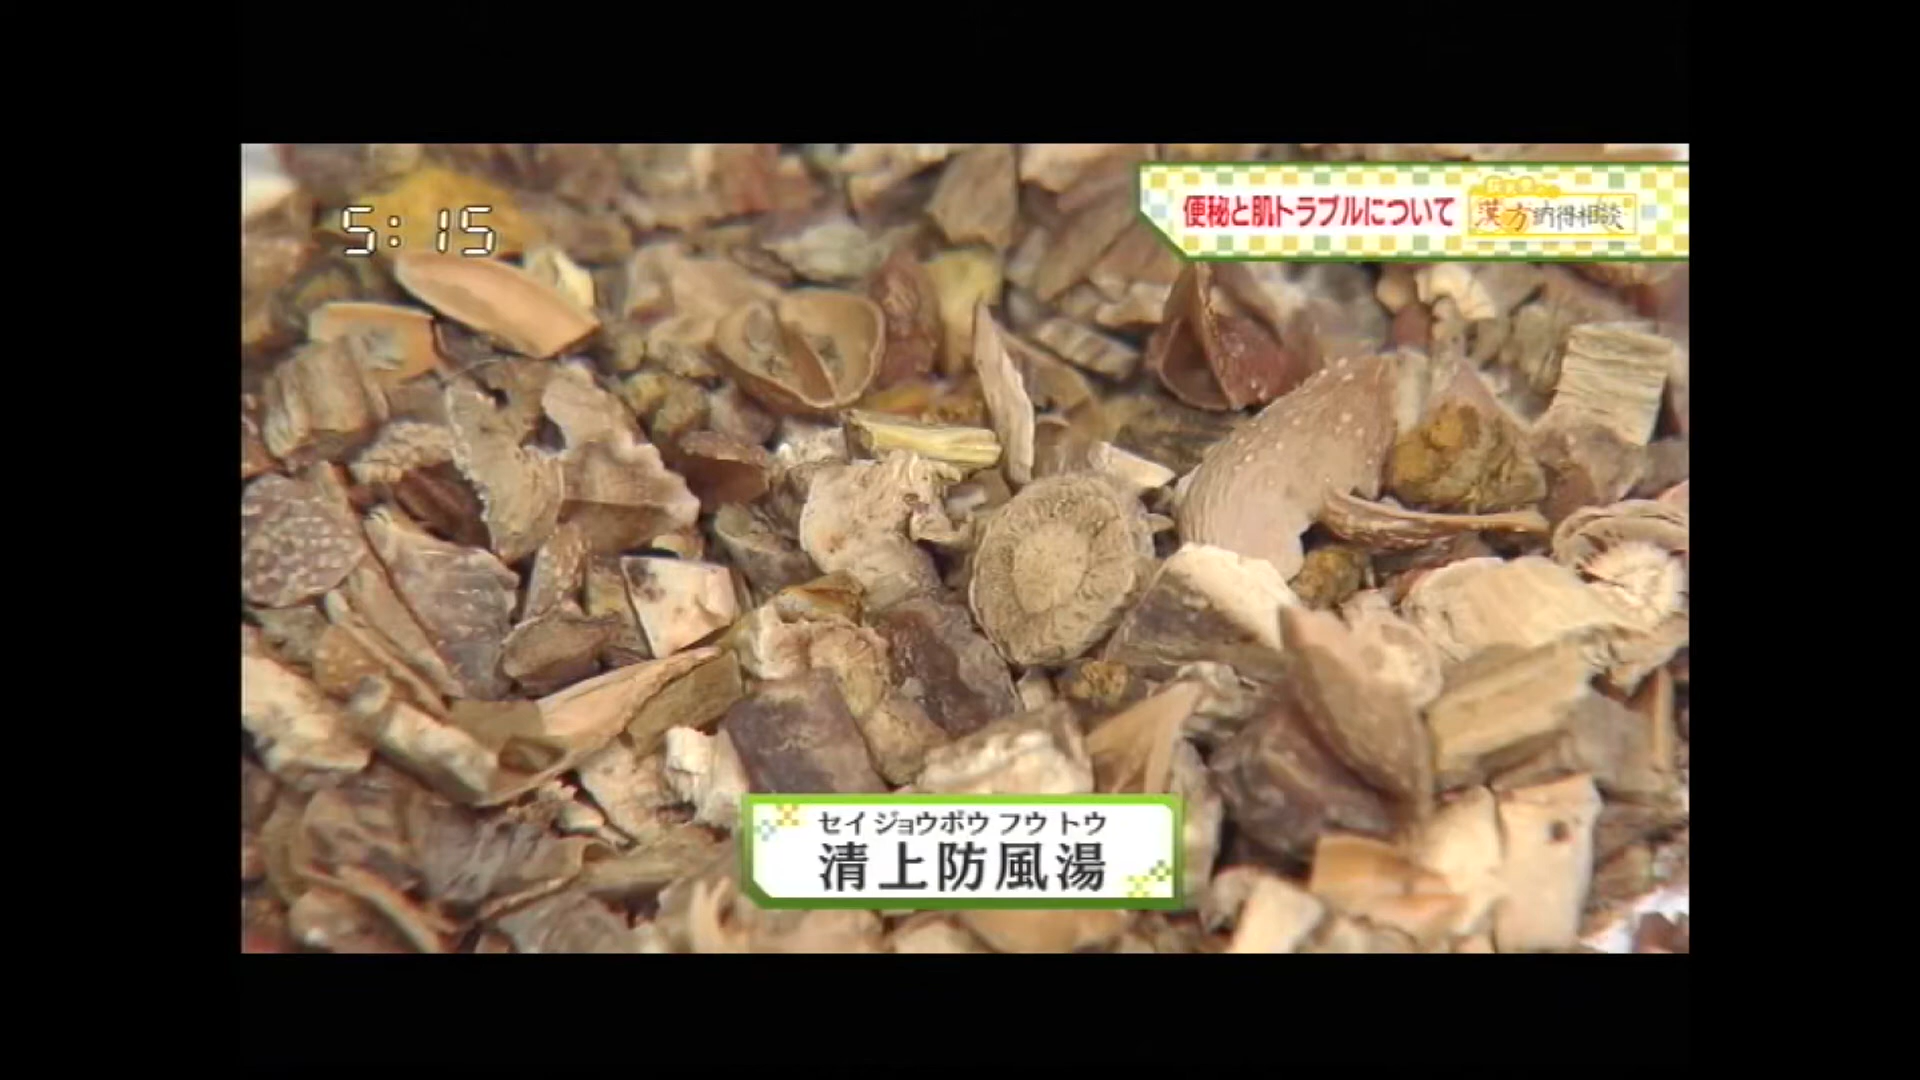 5:15
便秘と肌トラブルについて
漢方納得相談
セイ ジョウボウ フウ トウ
清上防風湯